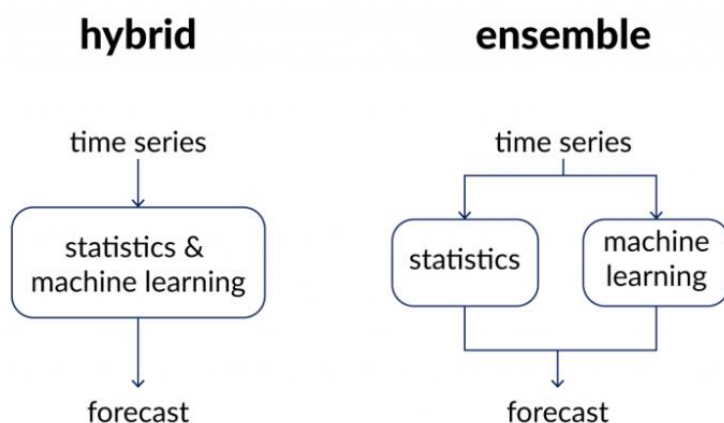 hybrid
time series
statistics &
machine learning
forecast
ensemble
time series
statistics
machine
learning
forecast